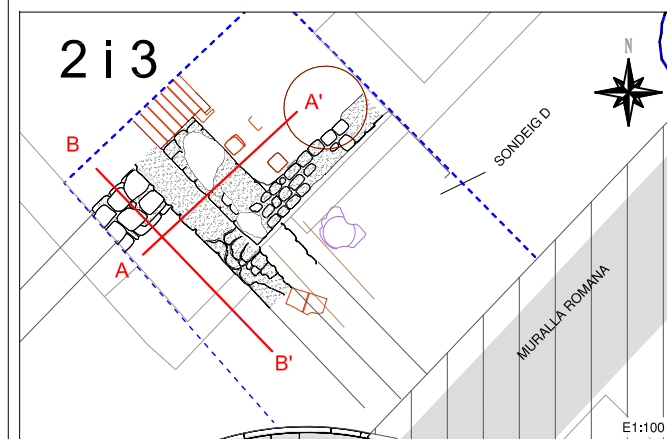 2 i 3
N
A'
B
SONDEIG D
A
MURALLA ROMANA
B'
E1:100